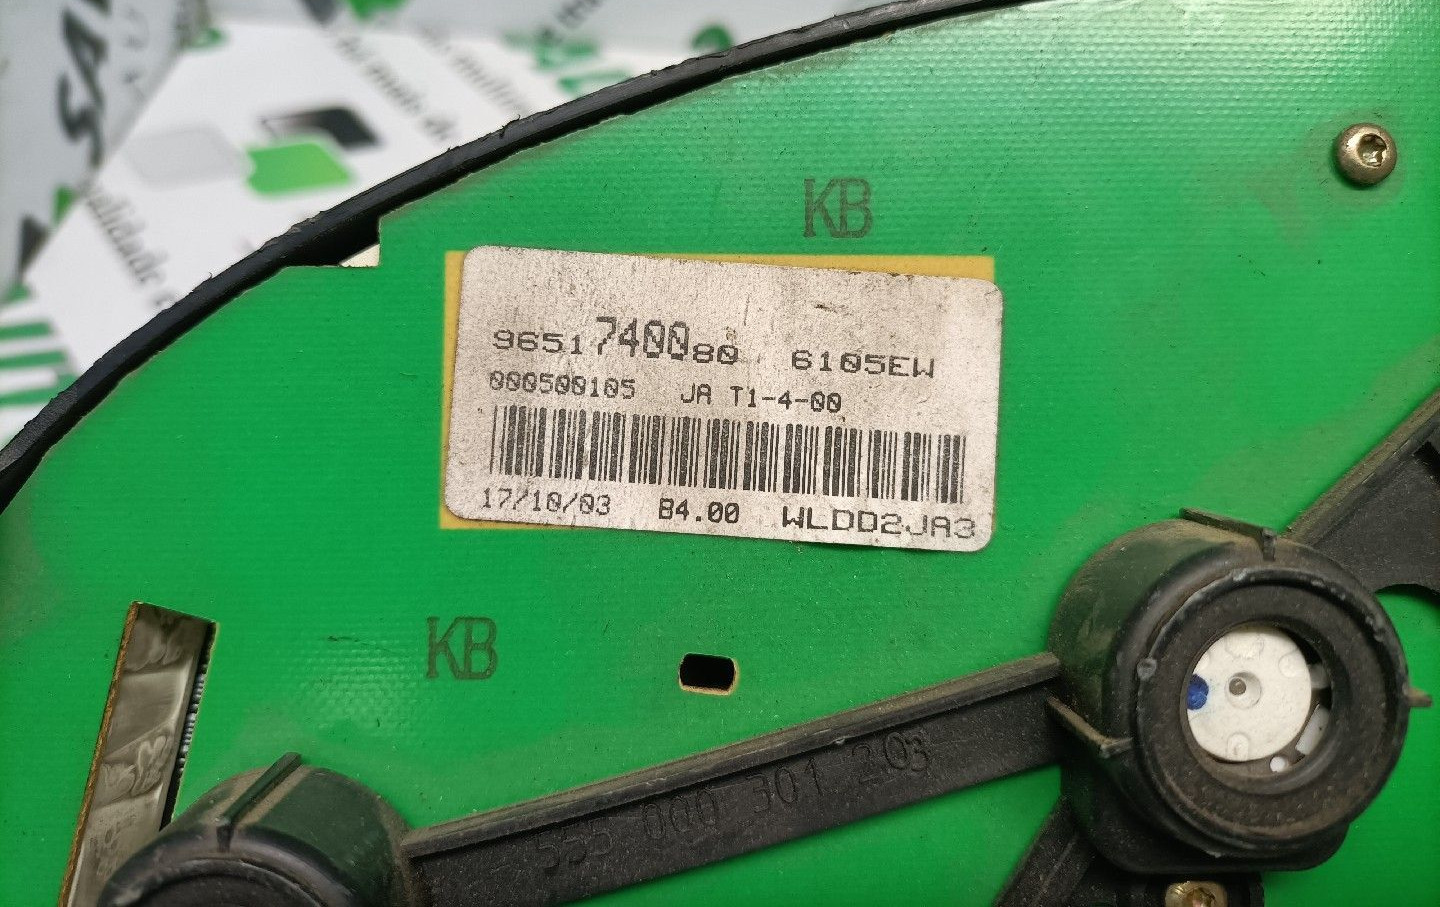 KB
9651740080 6105EW
000500105 JA T1-4-00
17/10/03 B4.00 WLDD2JA3
KB
555 000 301 203